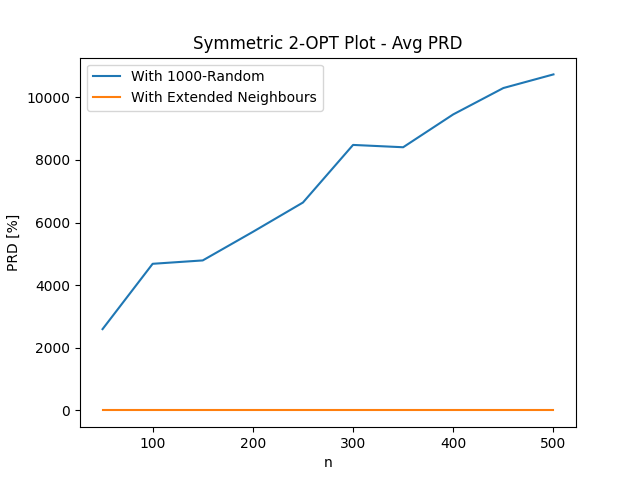 Symmetric 2-OPT Plot - Avg PRD
With 1000-Random
With Extended Neighbours
PRD [%]
10000
8000
6000
4000
2000
0
100
200
300
400
500
n